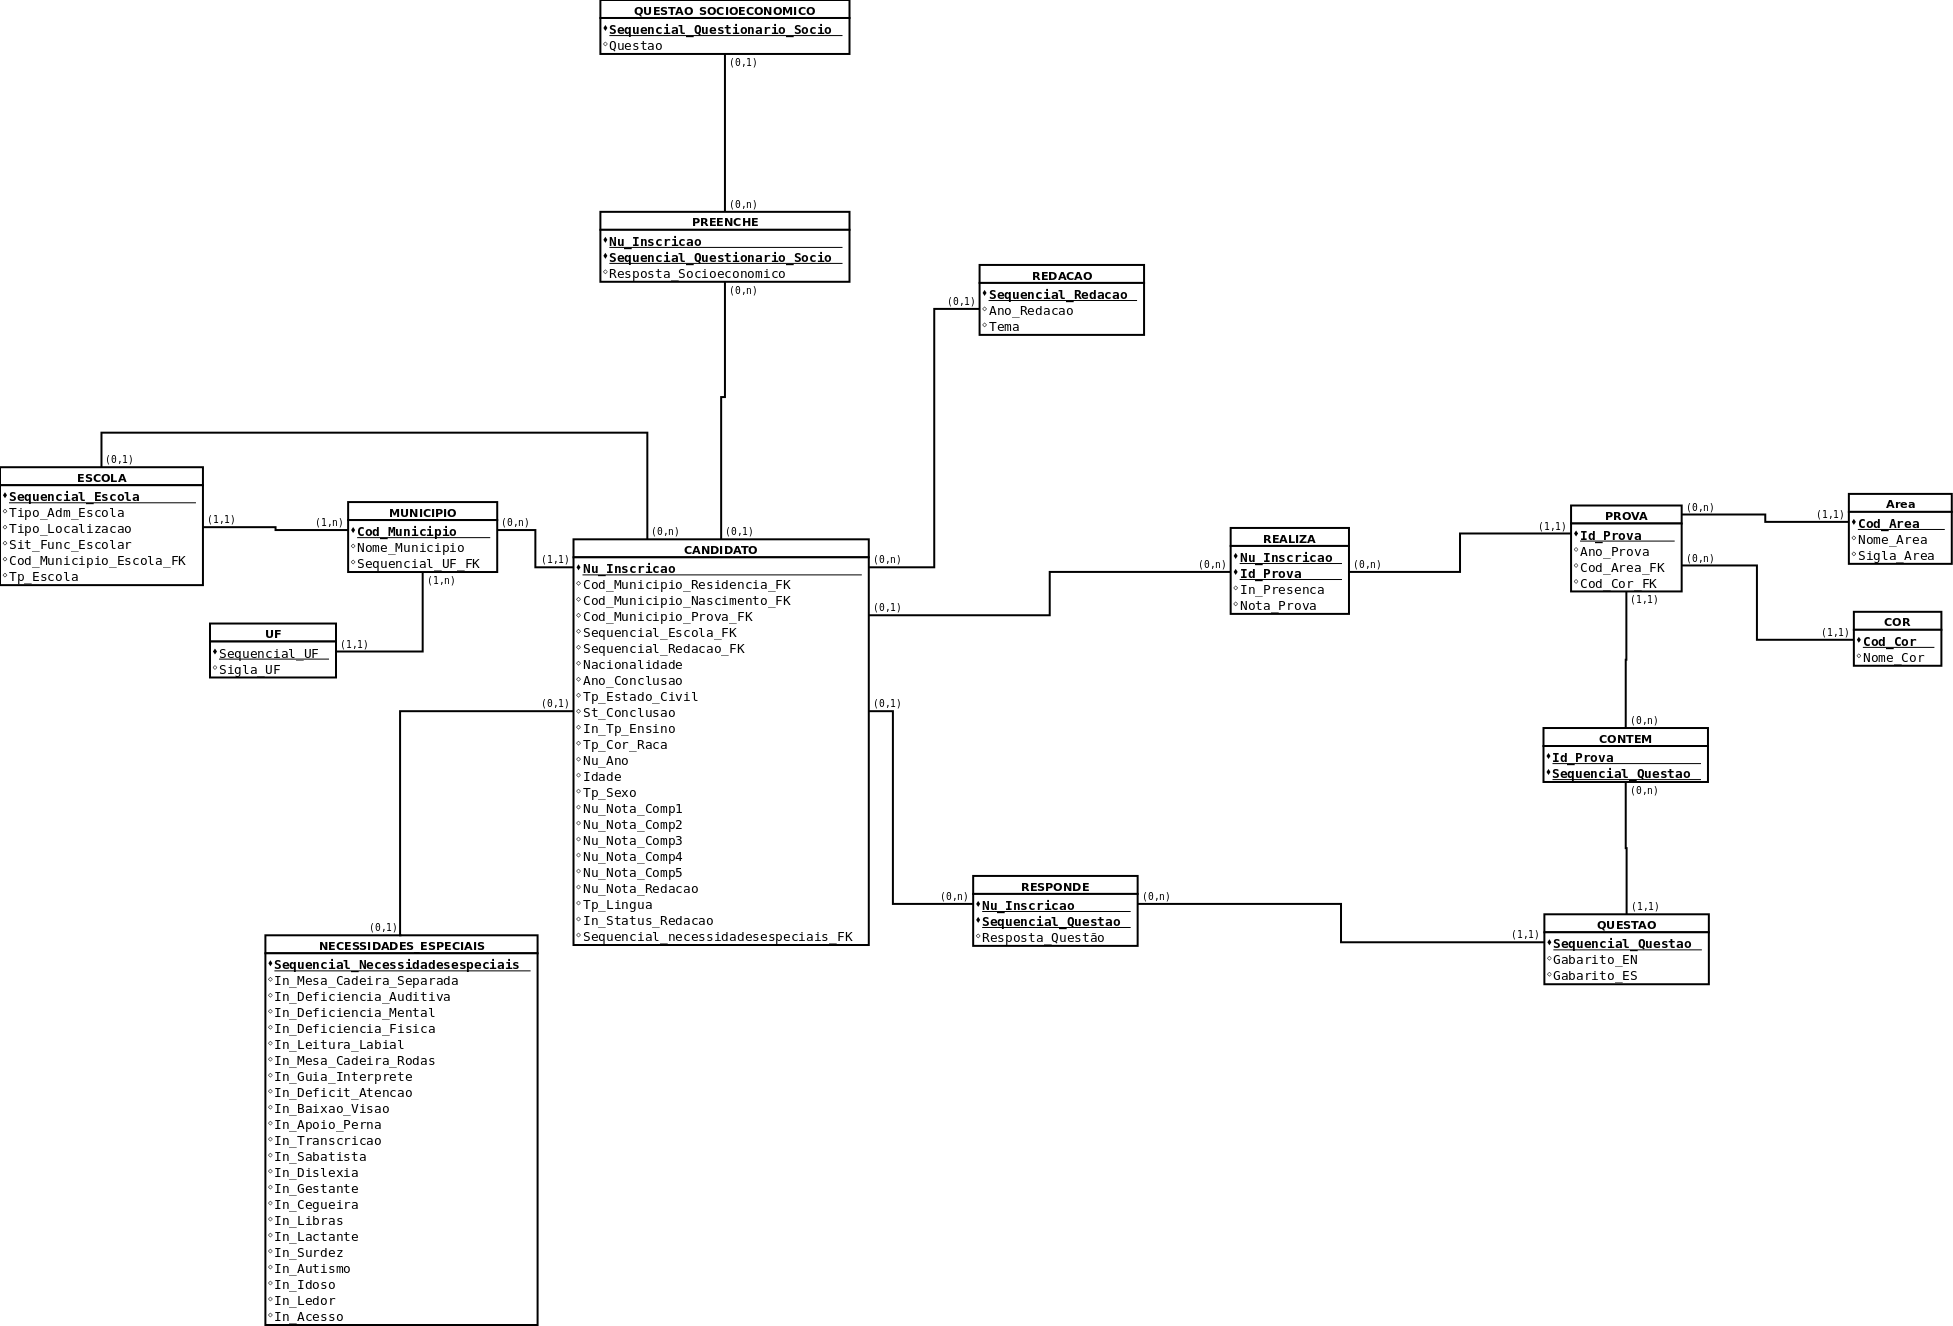 QUESTAO SOCIOECONOMICO
Sequencial_Questionario_Socio
Questao
(0,1)
(0,n)
PREENCHE
Nu_Inscricao
Sequencial_Questionario_Socio
Resposta_Socioeconomico
(0,n)
REDACAO
Sequencial_Redacao
Ano_Redacao
Tema
(0,1)
(0,1)
ESCOLA
Sequencial_Escola
Tipo_Adm_Escola
Tipo_Localizacao
Sit_Func_Escolar
Cod_Municipio_Escola_FK
Tp_Escola
(1,1)
(1,n)
MUNICIPIO
Cod_Municipio
Nome_Municipio
Sequencial_UF_FK
(0,n)
(1,n)
UF
Sequencial_UF
Sigla_UF
(1,1)
(0,n)
(0,1)
(1,1)
CANDIDATO
Nu_Inscricao
Cod_Municipio_Residencia_FK
Cod_Municipio_Nascimento_FK
Cod_Municipio_Prova_FK
Sequencial_Escola_FK
Sequencial_Redacao_FK
Nacionalidade
Ano_Conclusao
Tp_Estado_Civil
St_Conclusao
In_Tp_Ensino
Tp_Cor_Raca
Nu_Ano
Idade
Tp_Sexo
Nu_Nota_Comp1
Nu_Nota_Comp2
Nu_Nota_Comp3
Nu_Nota_Comp4
Nu_Nota_Comp5
Nu_Nota_Redacao
Tp_Lingua
In_Status_Redacao
Sequencial_necessidadesespeciais_FK
(0,n)
(0,1)
(0,1)
(0,1)
(0,n)
REALIZA
Nu_Inscricao
Id_Prova
In_Presenca
Nota_Prova
(0,n)
(1,1)
PROVA
Id_Prova
Ano_Prova
Cod_Area_FK
Cod_Cor_FK
(0,n)
(0,n)
(1,1)
(1,1)
Area
Cod_Area
Nome_Area
Sigla_Area
(1,1)
COR
Cod_Cor
Nome_Cor
(0,n)
CONTEM
Id_Prova
Sequencial_Questao
(0,n)
(0,n)
RESPONDE
Nu_Inscricao
Sequencial_Questao
Resposta_Questão
(0,n)
(1,1)
(1,1)
QUESTAO
Sequencial_Questao
Gabarito_EN
Gabarito_ES
(0,1)
NECESSIDADES ESPECIAIS
Sequencial_Necessidadesespeciais
In_Mesa_Cadeira_Separada
In_Deficiencia_Auditiva
In_Deficiencia_Mental
In_Deficiencia_Fisica
In_Leitura_Labial
In_Mesa_Cadeira_Rodas
In_Guia_Interprete
In_Deficit_Atencao
In_Baixao_Visao
In_Apoio_Perna
In_Transcricao
In_Sabatista
In_Dislexia
In_Gestante
In_Cegueira
In_Libras
In_Lactante
In_Surdez
In_Autismo
In_Idoso
In_Ledor
In_Acesso